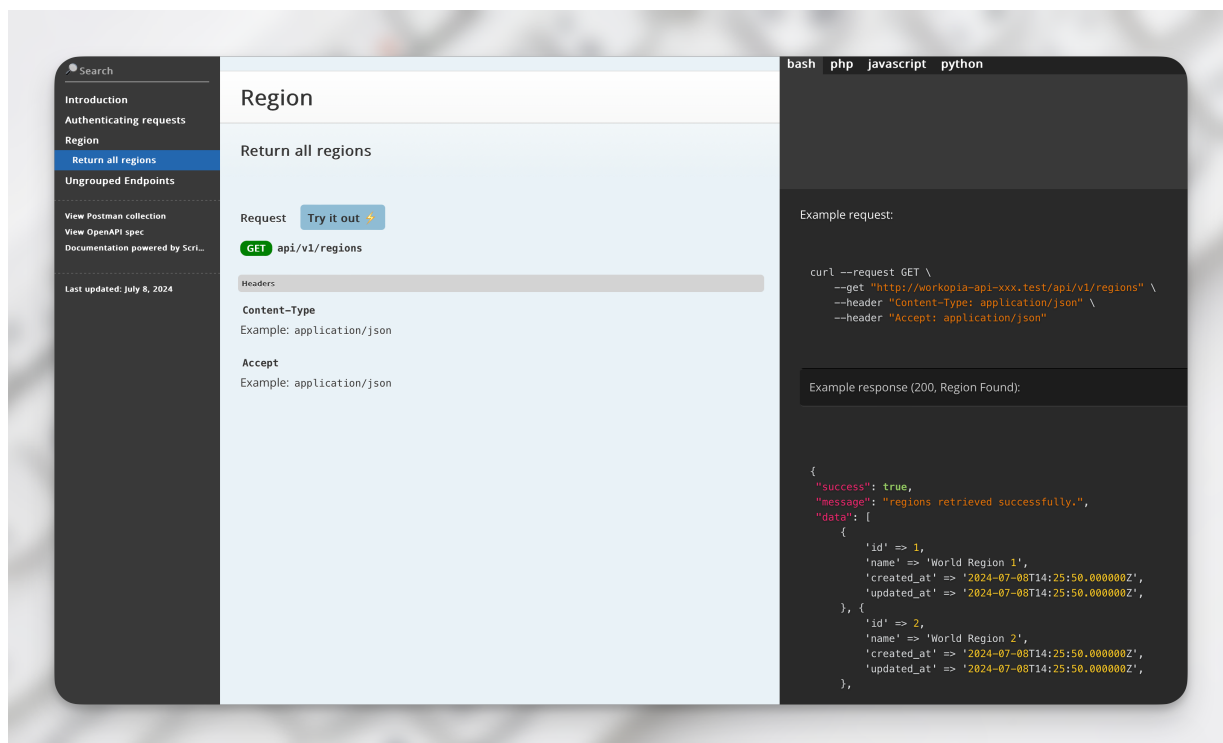 Search
Introduction
Authenticating requests
Region
Return all regions
Ungrouped Endpoints
View Postman collection
View OpenAPI spec
Documentation powered by Scri...
Last updated: July 8, 2024
Region
Return all regions
Request Try it out ⚡
GET api/v1/regions
Headers
Content-Type
Example: application/json
Accept
Example: application/json
bash php javascript python
Example request:
curl --request GET \
    --get "http://workopia-api-xxx.test/api/v1/regions" \
    --header "Content-Type: application/json" \
    --header "Accept: application/json"
Example response (200, Region Found):
{
 "success": true,
 "message": "regions retrieved successfully.",
 "data": [
     {
         'id' => 1,
         'name' => 'World Region 1',
         'created_at' => '2024-07-08T14:25:50.000000Z',
         'updated_at' => '2024-07-08T14:25:50.000000Z',
     }, {
         'id' => 2,
         'name' => 'World Region 2',
         'created_at' => '2024-07-08T14:25:50.000000Z',
         'updated_at' => '2024-07-08T14:25:50.000000Z',
     },